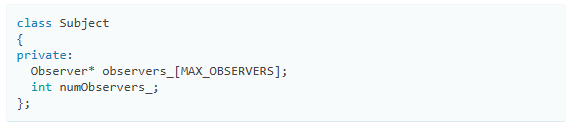 class Subject
{
private:
  Observer* observers_[MAX_OBSERVERS];
  int numObservers_;
};